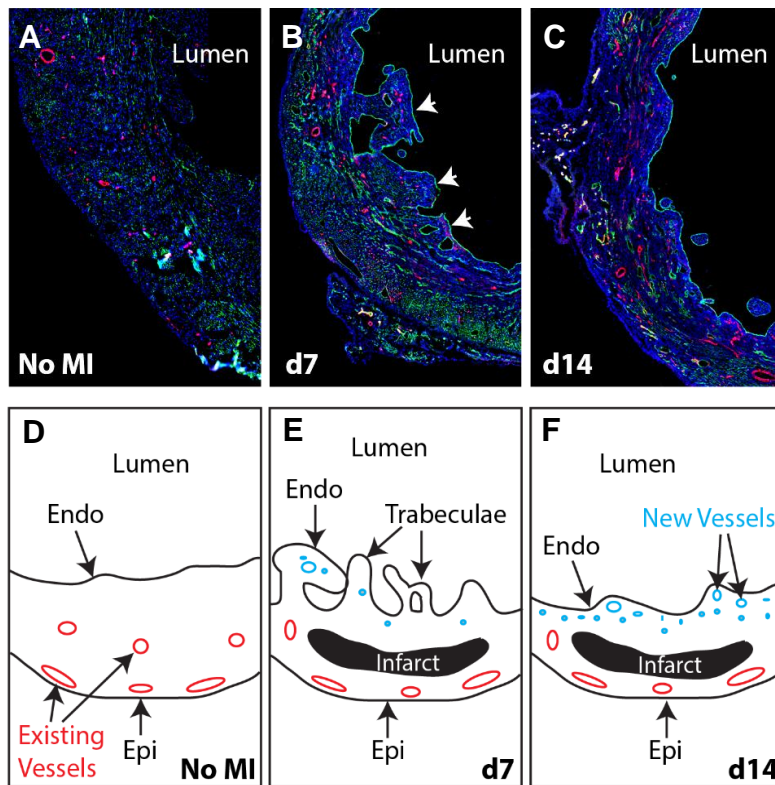 A
Lumen
No MI
B
Lumen
d7
C
Lumen
d14
D
Lumen
Endo
Existing
Vessels
Epi
No MI
E
Lumen
Endo
Trabeculae
Infarct
Epi
d7
F
Lumen
New Vessels
Endo
Infarct
Epi
d14